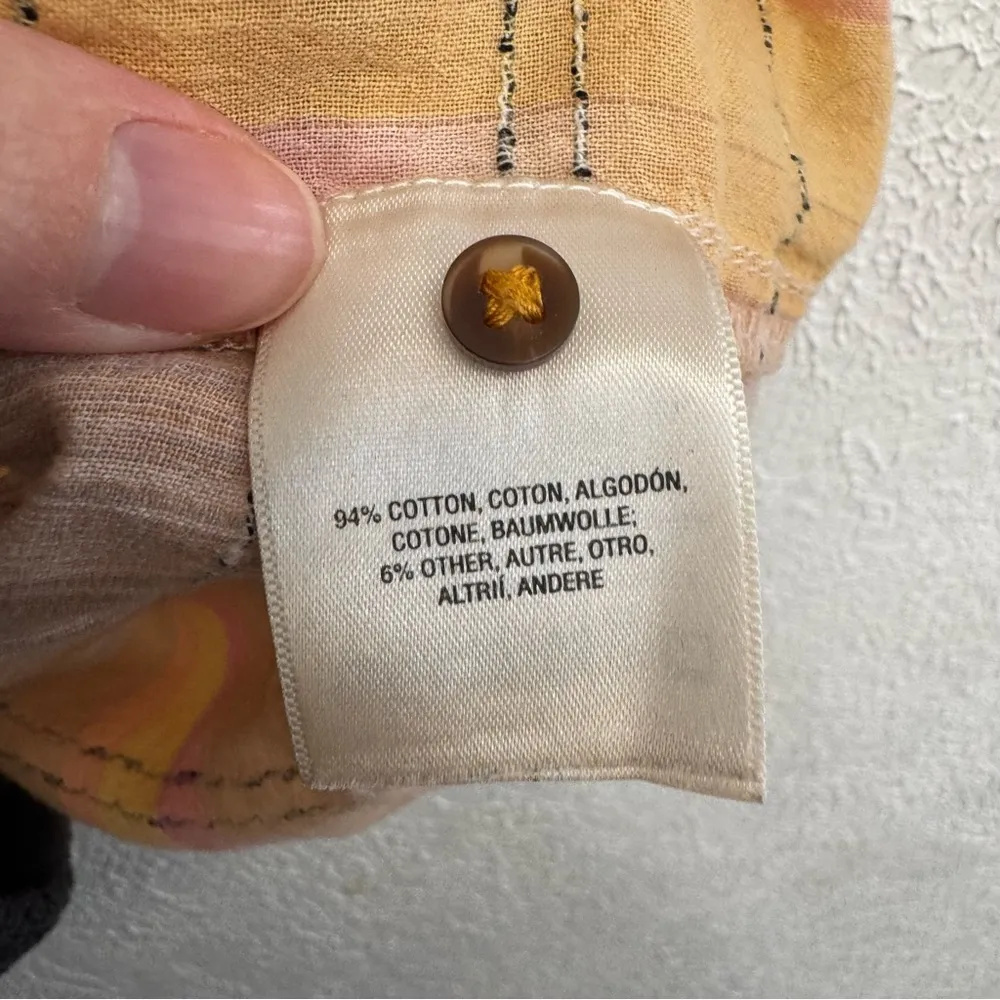 94% COTTON, COTON, ALGODÓN,
COTONE, BAUMWOLLE;
6% OTHER, AUTRE, OTRO,
ALTRIÍ, ANDERE